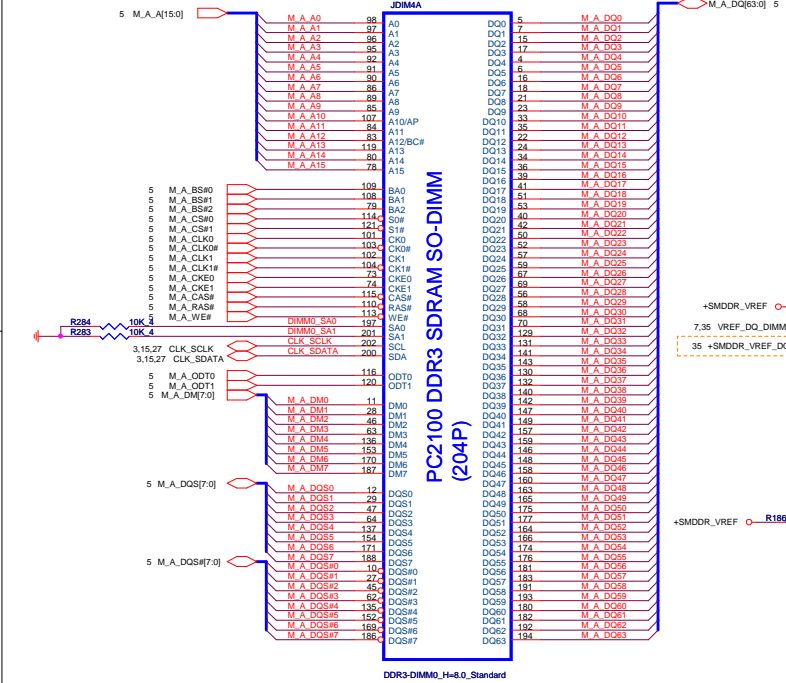 JDIM4A
5 M_A_A[15:0]
M_A_A0 98 A0
M_A_A1 97 A1
M_A_A2 96 A2
M_A_A3 95 A3
M_A_A4 92 A4
M_A_A5 91 A5
M_A_A6 90 A6
M_A_A7 86 A7
M_A_A8 89 A8
M_A_A9 85 A9
M_A_A10 107 A10/AP
M_A_A11 84 A11
M_A_A12 83 A12/BC#
M_A_A13 119 A13
M_A_A14 80 A14
M_A_A15 78 A15
5 M_A_BS#0 109 BA0
5 M_A_BS#1 108 BA1
5 M_A_BS#2 79 BA2
5 M_A_CS#0 114 S0#
5 M_A_CS#1 121 S1#
5 M_A_CLK0 101 CK0
5 M_A_CLK0# 103 CK0#
5 M_A_CLK1 102 CK1
5 M_A_CLK1# 104 CK1#
5 M_A_CKE0 73 CKE0
5 M_A_CKE1 74 CKE1
5 M_A_CAS# 115 CAS#
5 M_A_RAS# 110 RAS#
5 M_A_WE# 113 WE#
R284 10K_4 DIMM0_SA0 197 SA0
R283 10K_4 DIMM0_SA1 201 SA1
3,15,27 CLK_SCLK CLK_SCLK 202 SCL
3,15,27 CLK_SDATA CLK_SDATA 200 SDA
5 M_A_ODT0 116 ODT0
5 M_A_ODT1 120 ODT1
5 M_A_DM[7:0]
M_A_DM0 11 DM0
M_A_DM1 28 DM1
M_A_DM2 46 DM2
M_A_DM3 63 DM3
M_A_DM4 136 DM4
M_A_DM5 153 DM5
M_A_DM6 170 DM6
M_A_DM7 187 DM7
5 M_A_DQS[7:0]
M_A_DQS0 12 DQS0
M_A_DQS1 29 DQS1
M_A_DQS2 47 DQS2
M_A_DQS3 64 DQS3
M_A_DQS4 137 DQS4
M_A_DQS5 154 DQS5
M_A_DQS6 171 DQS6
M_A_DQS7 188 DQS7
5 M_A_DQS#[7:0]
M_A_DQS#0 10 DQS#0
M_A_DQS#1 27 DQS#1
M_A_DQS#2 45 DQS#2
M_A_DQS#3 62 DQS#3
M_A_DQS#4 135 DQS#4
M_A_DQS#5 152 DQS#5
M_A_DQS#6 169 DQS#6
M_A_DQS#7 186 DQS#7
PC2100 DDR3 SDRAM SO-DIMM
(204P)
M_A_DQ[63:0] 5
DQ0 5 M_A_DQ0
DQ1 7 M_A_DQ1
DQ2 15 M_A_DQ2
DQ3 17 M_A_DQ3
DQ4 4 M_A_DQ4
DQ5 6 M_A_DQ5
DQ6 16 M_A_DQ6
DQ7 18 M_A_DQ7
DQ8 21 M_A_DQ8
DQ9 23 M_A_DQ9
DQ10 33 M_A_DQ10
DQ11 35 M_A_DQ11
DQ12 22 M_A_DQ12
DQ13 24 M_A_DQ13
DQ14 34 M_A_DQ14
DQ15 36 M_A_DQ15
DQ16 39 M_A_DQ16
DQ17 41 M_A_DQ17
DQ18 51 M_A_DQ18
DQ19 53 M_A_DQ19
DQ20 40 M_A_DQ20
DQ21 42 M_A_DQ21
DQ22 50 M_A_DQ22
DQ23 52 M_A_DQ23
DQ24 57 M_A_DQ24
DQ25 59 M_A_DQ25
DQ26 67 M_A_DQ26
DQ27 69 M_A_DQ27
DQ28 56 M_A_DQ28
DQ29 58 M_A_DQ29
DQ30 68 M_A_DQ30
DQ31 70 M_A_DQ31
DQ32 129 M_A_DQ32
DQ33 131 M_A_DQ33
DQ34 141 M_A_DQ34
DQ35 143 M_A_DQ35
DQ36 130 M_A_DQ36
DQ37 132 M_A_DQ37
DQ38 140 M_A_DQ38
DQ39 142 M_A_DQ39
DQ40 147 M_A_DQ40
DQ41 149 M_A_DQ41
DQ42 157 M_A_DQ42
DQ43 159 M_A_DQ43
DQ44 146 M_A_DQ44
DQ45 148 M_A_DQ45
DQ46 158 M_A_DQ46
DQ47 160 M_A_DQ47
DQ48 163 M_A_DQ48
DQ49 165 M_A_DQ49
DQ50 175 M_A_DQ50
DQ51 177 M_A_DQ51
DQ52 164 M_A_DQ52
DQ53 166 M_A_DQ53
DQ54 174 M_A_DQ54
DQ55 176 M_A_DQ55
DQ56 181 M_A_DQ56
DQ57 183 M_A_DQ57
DQ58 191 M_A_DQ58
DQ59 193 M_A_DQ59
DQ60 180 M_A_DQ60
DQ61 182 M_A_DQ61
DQ62 192 M_A_DQ62
DQ63 194 M_A_DQ63
+SMDDR_VREF
7,35 VREF_DQ_DIMM
35 +SMDDR_VREF_DQ
+SMDDR_VREF R186
DDR3-DIMM0_H=8.0_Standard